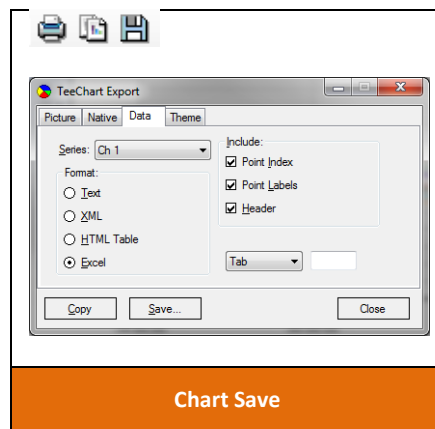 TeeChart Export
Picture Native Data Theme
Series: Ch 1
Include:
Point Index
Format:
Text
Point Labels
XML
Header
HTML Table
Excel
Tab
Copy Save... Close
Chart Save